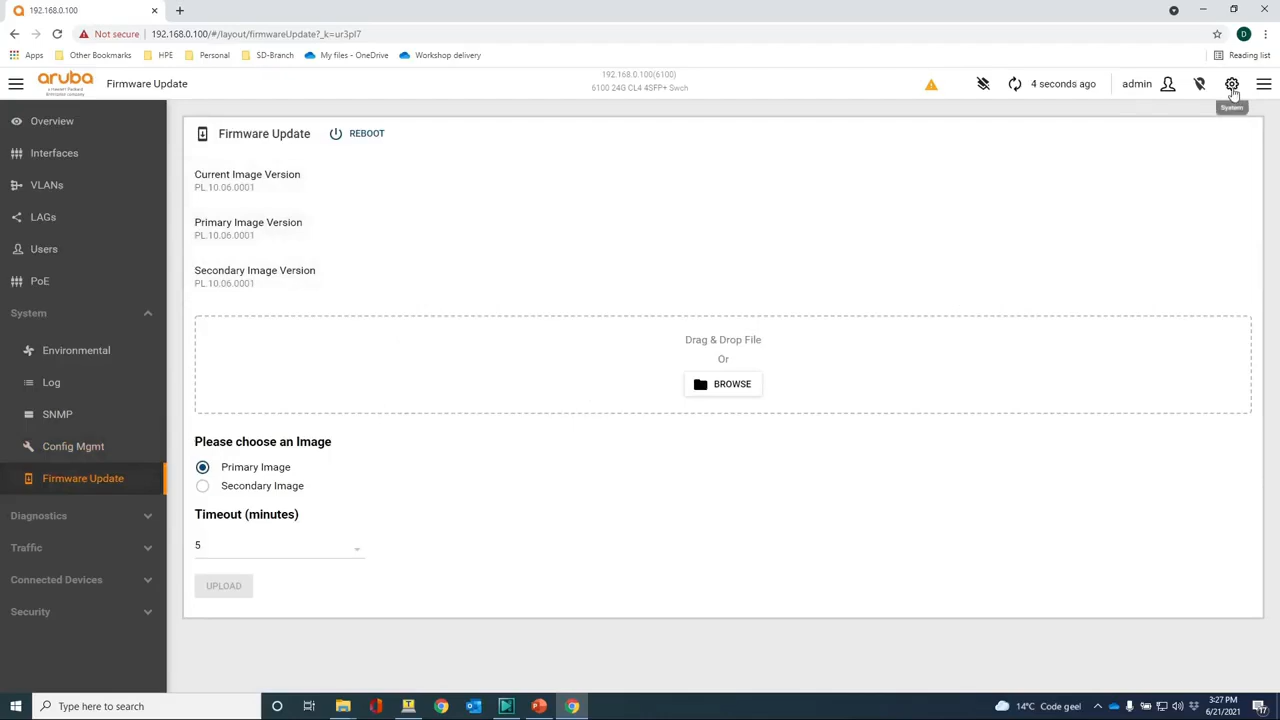 192.168.0.100
Not secure
192.168.0.100/#/layout/firmwareUpdate?_k=ur3pl7
Apps
Other Bookmarks
HPE
Personal
SD-Branch
My files - OneDrive
Workshop delivery
Reading list
aruba
a Hewlett Packard
Enterprise company
Firmware Update
192.168.0.100(6100)
6100 24G CL4 4SFP+ Swch
4 seconds ago
admin
System
Overview
Interfaces
VLANs
LAGs
Users
PoE
System
Environmental
Log
SNMP
Config Mgmt
Firmware Update
Diagnostics
Traffic
Connected Devices
Security
Firmware Update
REBOOT
Current Image Version
PL.10.06.0001
Primary Image Version
PL.10.06.0001
Secondary Image Version
PL.10.06.0001
Drag & Drop File
Or
BROWSE
Please choose an Image
Primary Image
Secondary Image
Timeout (minutes)
5
UPLOAD
Type here to search
14°C Code geel
3:27 PM
6/21/2021
17